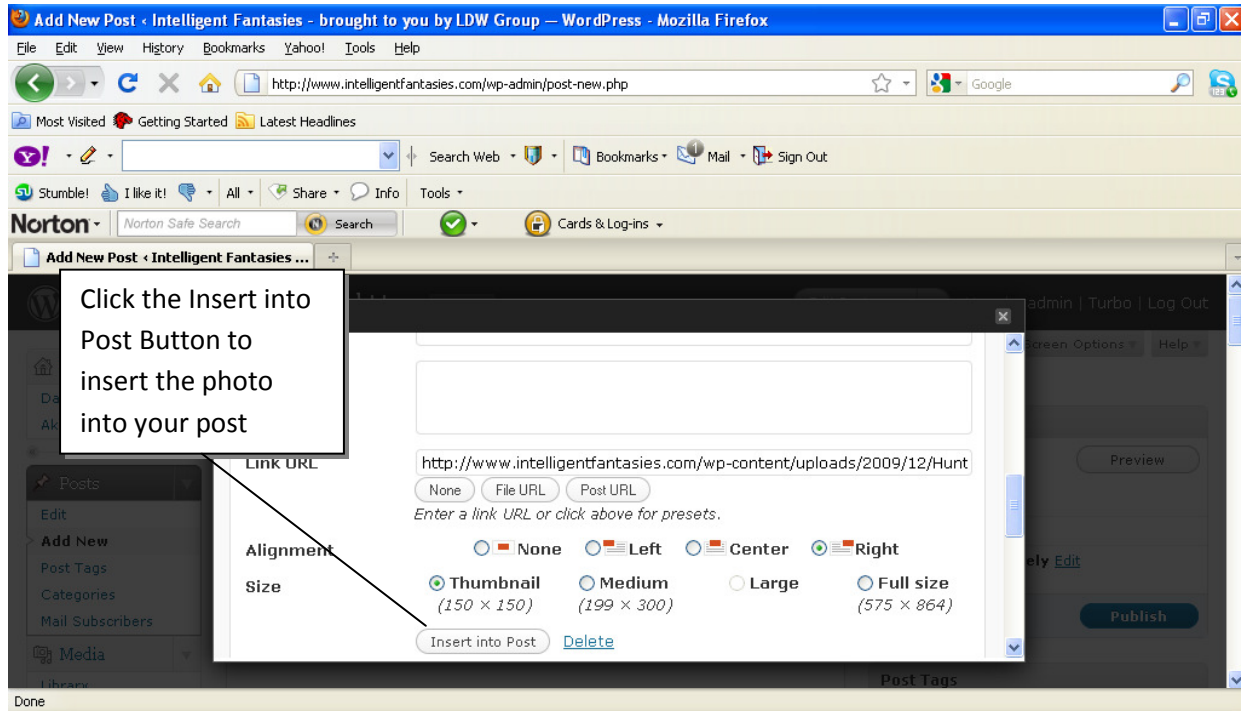 Add New Post ‹ Intelligent Fantasies - brought to you by LDW Group — WordPress - Mozilla Firefox
File Edit View History Bookmarks Yahoo! Tools Help
http://www.intelligentfantasies.com/wp-admin/post-new.php Google
Most Visited Getting Started Latest Headlines
Y! Search Web Bookmarks 1 Mail Sign Out
Stumble! I like it! All Share Info Tools
Norton Norton Safe Search Search Cards & Log-ins
Add New Post ‹ Intelligent Fantasies ...
Click the Insert into
Post Button to
insert the photo
into your post
admin | Turbo | Log Out
Screen Options Help
Link URL http://www.intelligentfantasies.com/wp-content/uploads/2009/12/Hunt
None File URL Post URL
Enter a link URL or click above for presets.
Alignment None Left Center Right
Size Thumbnail Medium Large Full size
(150 × 150) (199 × 300) (575 × 864)
Insert into Post Delete
Posts
Edit
Add New
Post Tags
Categories
Mail Subscribers
Media
Library
Preview
Edit
Publish
Post Tags
Done